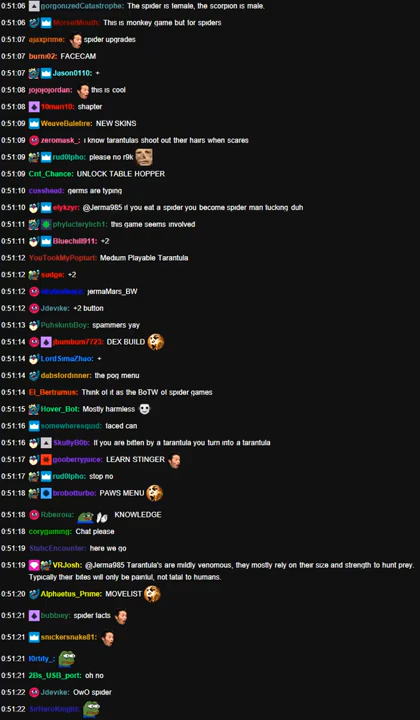 0:51:06 gorgonizedCatastrophe: The spider is female, the scorpion is male.
0:51:06 MorselMouth: This is monkey game but for spiders
0:51:07 ajaxprime: spider upgrades
0:51:07 burni02: FACECAM
0:51:07 Jason0110: +
0:51:08 jojojojordan: this is cool
0:51:08 10man10: shapter
0:51:09 WeaveBalefire: NEW SKINS
0:51:09 zeromask_: i know tarantulas shoot out their hairs when scares
0:51:09 rud0lpho: please no r9k
0:51:09 Cnt_Chance: UNLOCK TABLE HOPPER
0:51:10 cusshead: germs are typing
0:51:10 elykzyr: @Jerma985 if you eat a spider you become spider man fucking duh
0:51:11 phylacterylich1: this game seems involved
0:51:11 Bluechill911: +2
0:51:12 YouTookMyPoptart: Medium Playable Tarantula
0:51:12 sudge: +2
0:51:12 jermaMars_BW
0:51:12 Jdevike: +2 button
0:51:13 PuhskintiBoy: spammers yay
0:51:14 jbumburn7723: DEX BUILD
0:51:14 LordSimaZhao: +
0:51:14 dabsfordinner: the pog menu
0:51:14 El_Bertramus: Think of it as the BoTW of spider games
0:51:15 Hover_Bot: Mostly harmless
0:51:16 somewheresquid: faced can
0:51:16 SkullyB0b: If you are bitten by a tarantula you turn into a tarantula
0:51:17 gooberryjuice: LEARN STINGER
0:51:17 rud0lpho: stop no
0:51:18 brobotturbo: PAWS MENU
0:51:18 Ribeiroia: KNOWLEDGE
0:51:18 corygaming: Chat please
0:51:19 StaticEncounter: here we go
0:51:19 VRJosh: @Jerma985 Tarantula's are mildly venomous, they mostly rely on their size and strength to hunt prey.
Typically their bites will only be painful, not fatal to humans.
0:51:20 Alphaetus_Prime: MOVELIST
0:51:21 bubbiey: spider facts
0:51:21 snickersnake81:
0:51:21 l0rtify_:
0:51:21 2Bs_USB_port: oh no
0:51:22 Jdevike: OwO spider
0:51:22 SirHeroKnight: